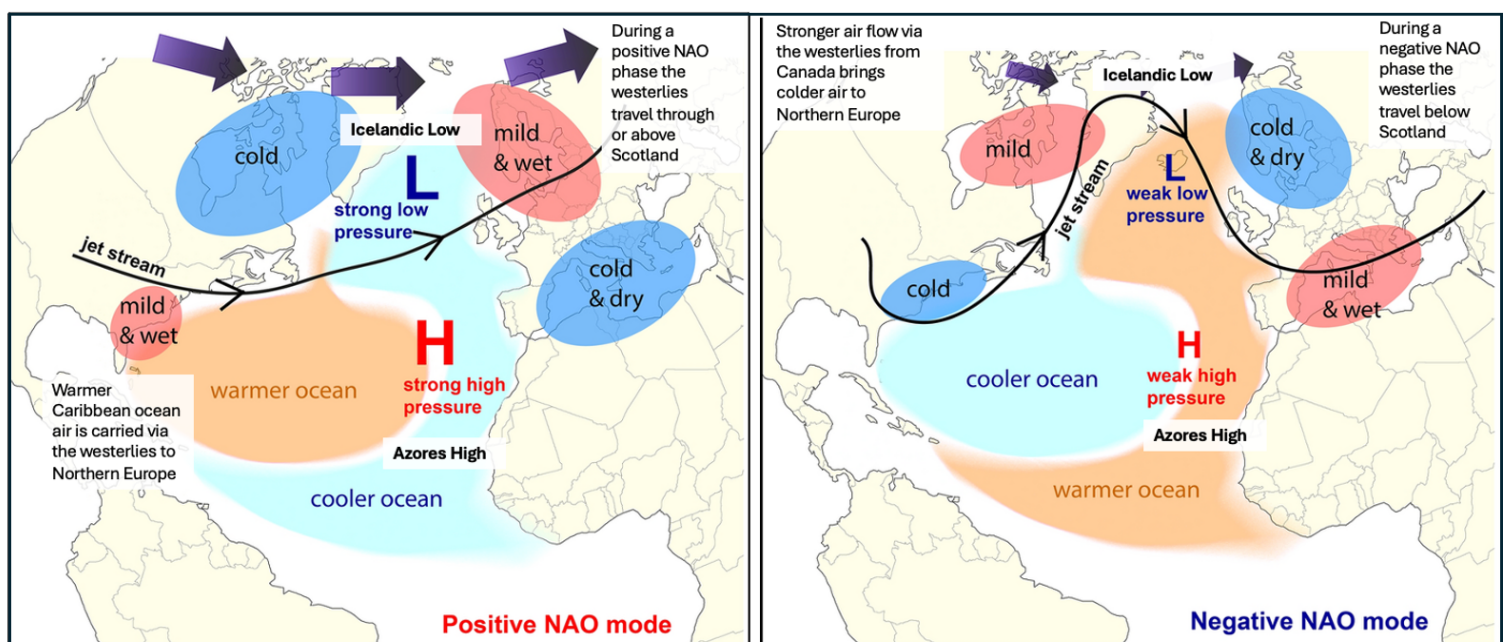 During a
positive NAO
phase the
westerlies
travel through
or above
Scotland
cold
Icelandic Low
mild
& wet
L
strong low
pressure
jet stream
mild
& wet
cold
& dry
H
warmer ocean
strong high
pressure
Warmer
Caribbean ocean
air is carried via
the westerlies to
Northern Europe
Azores High
cooler ocean
Positive NAO mode
Stronger air flow via
the westerlies from
Canada brings
colder air to
Northern Europe
Icelandic Low
During a
negative NAO
phase the
westerlies
travel below
Scotland
mild
cold
& dry
L
weak low
pressure
jet stream
cold
mild
& wet
H
cooler ocean
weak high
pressure
Azores High
warmer ocean
Negative NAO mode